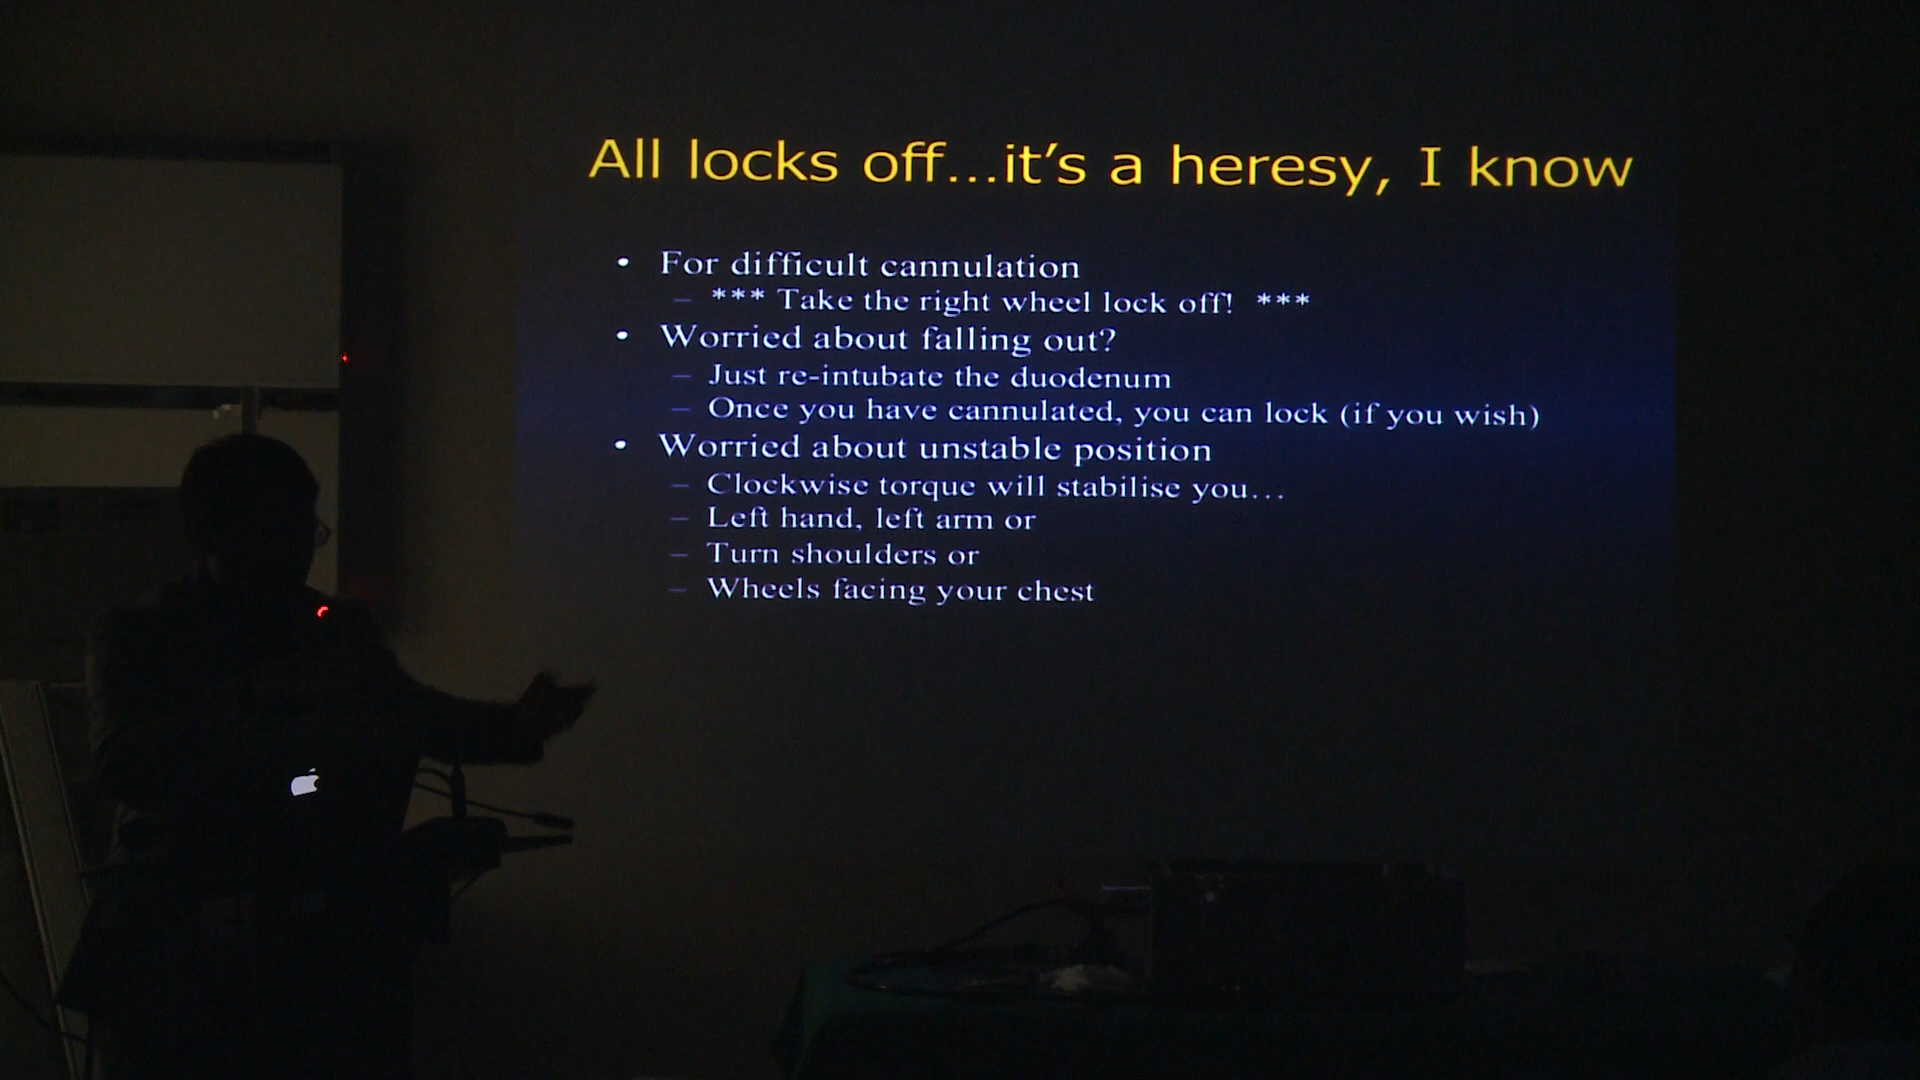 All locks off...it's a heresy, I know
• For difficult cannulation
– *** Take the right wheel lock off! ***
• Worried about falling out?
– Just re-intubate the duodenum
– Once you have cannulated, you can lock (if you wish)
• Worried about unstable position
– Clockwise torque will stabilise you...
– Left hand, left arm or
– Turn shoulders or
– Wheels facing your chest